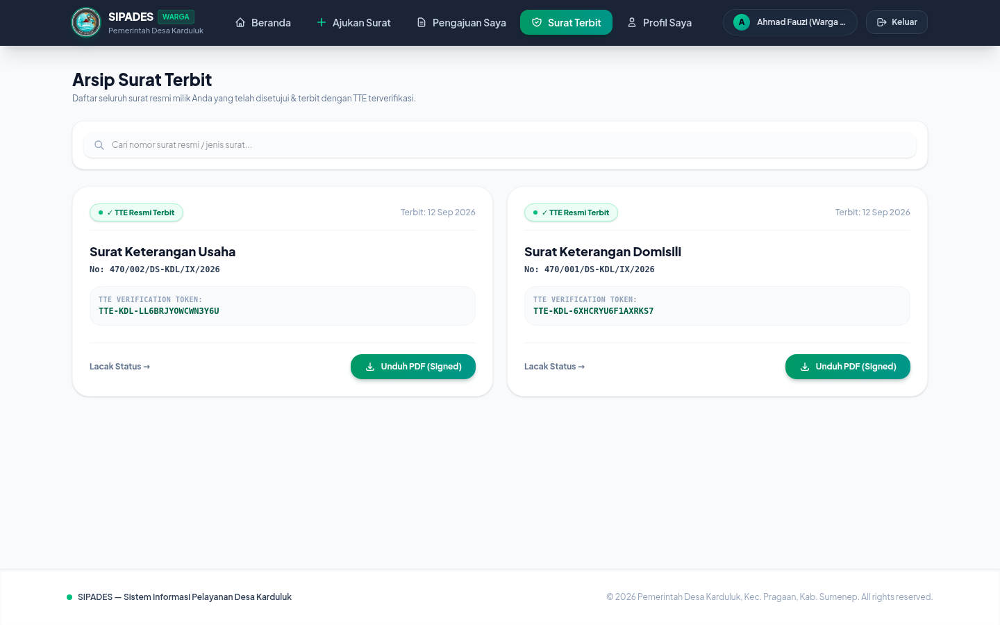 SIPADES WARGA
Pemerintah Desa Karduluk
Beranda
Ajukan Surat
Pengajuan Saya
Surat Terbit
Profil Saya
A Ahmad Fauzi (Warga ...
Keluar
Arsip Surat Terbit
Daftar seluruh surat resmi milik Anda yang telah disetujui & terbit dengan TTE terverifikasi.
Cari nomor surat resmi / jenis surat...
✓ TTE Resmi Terbit
Terbit: 12 Sep 2026
Surat Keterangan Usaha
No: 470/002/DS-KDL/IX/2026
TTE VERIFICATION TOKEN:
TTE-KDL-LL6BRJYOWCWN3Y6U
Lacak Status →
Unduh PDF (Signed)
✓ TTE Resmi Terbit
Terbit: 12 Sep 2026
Surat Keterangan Domisili
No: 470/001/DS-KDL/IX/2026
TTE VERIFICATION TOKEN:
TTE-KDL-6XHCRYU6F1AXRKS7
Lacak Status →
Unduh PDF (Signed)
SIPADES — Sistem Informasi Pelayanan Desa Karduluk
© 2026 Pemerintah Desa Karduluk, Kec. Pragaan, Kab. Sumenep. All rights reserved.